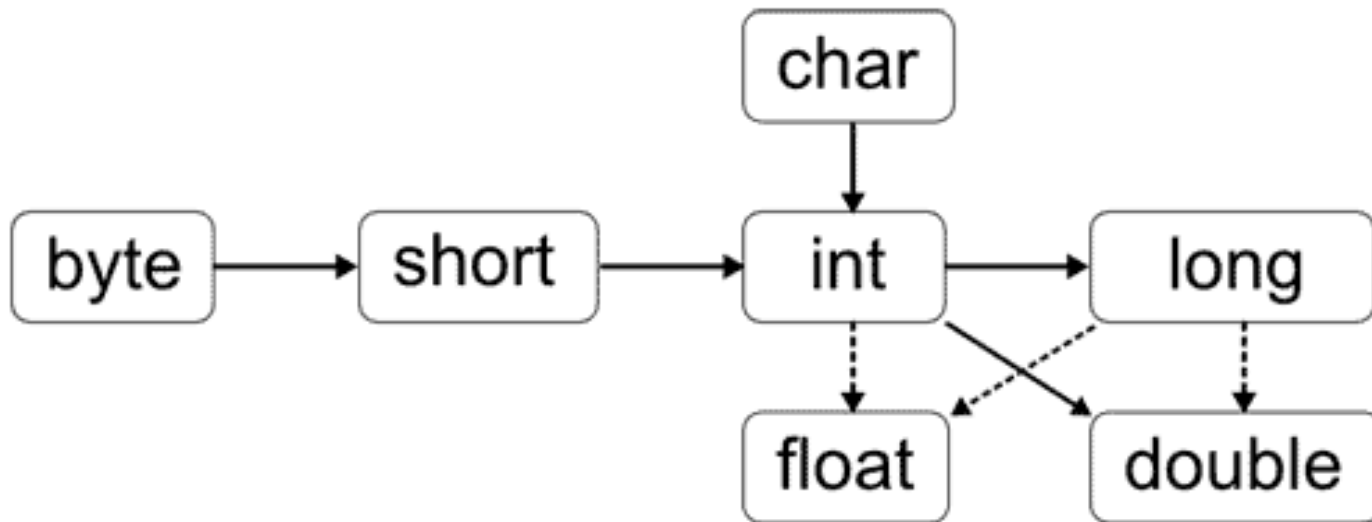 char
byte
short
int
long
float
double